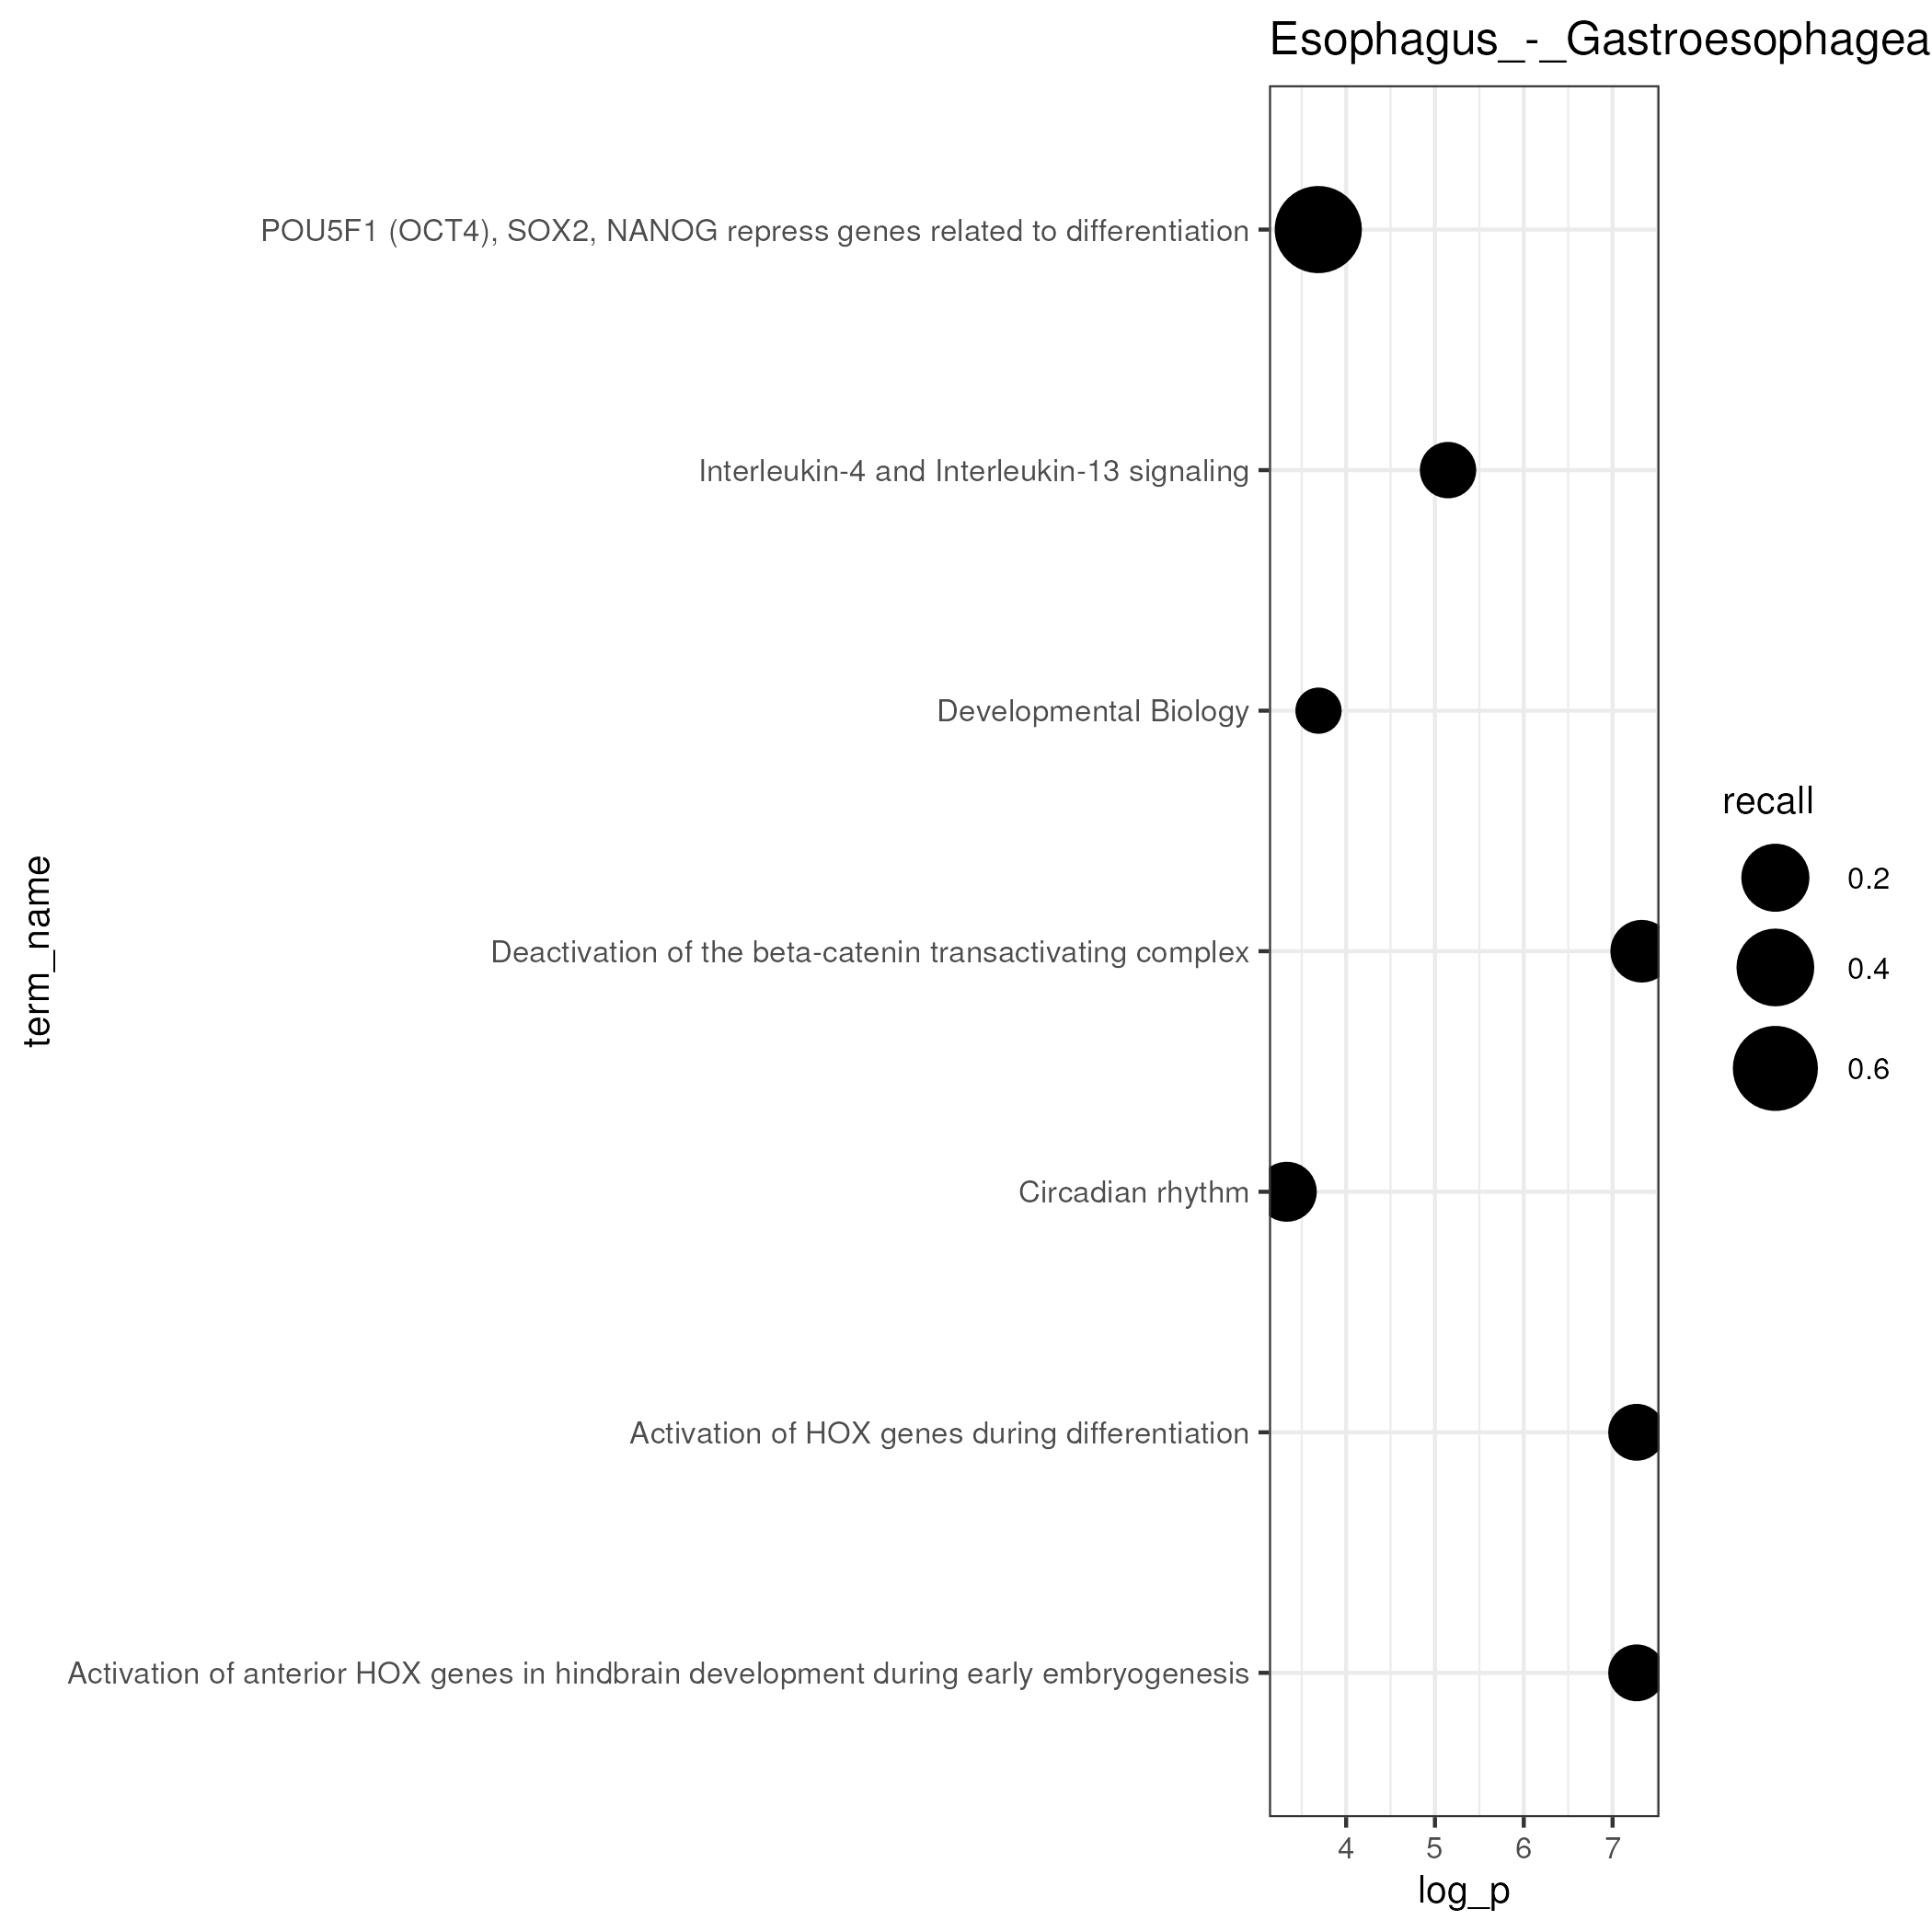 Esophagus_-_Gastroesophagea
POU5F1 (OCT4), SOX2, NANOG repress genes related to differentiation
Interleukin-4 and Interleukin-13 signaling
Developmental Biology
Deactivation of the beta-catenin transactivating complex
Circadian rhythm
Activation of HOX genes during differentiation
Activation of anterior HOX genes in hindbrain development during early embryogenesis
term_name
4 5 6 7
log_p
recall
0.2
0.4
0.6